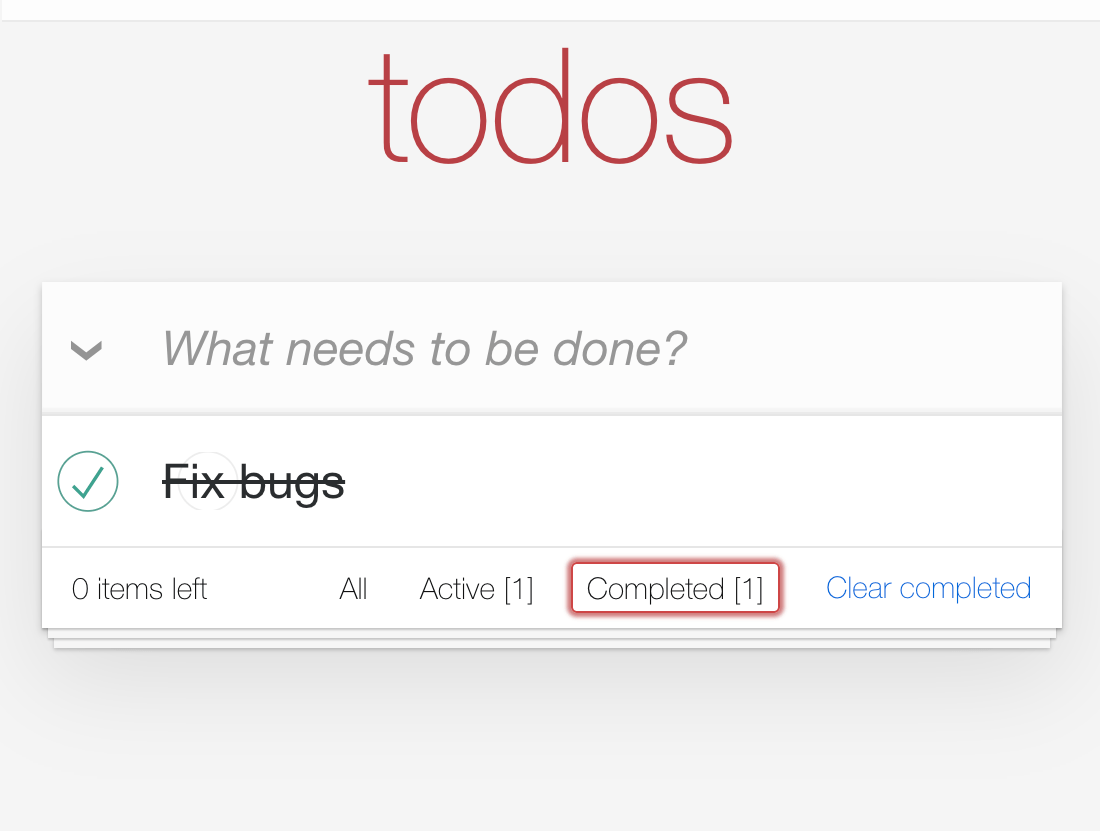 todos
What needs to be done?
Fix bugs
0 items left All Active [1] Completed [1] Clear completed